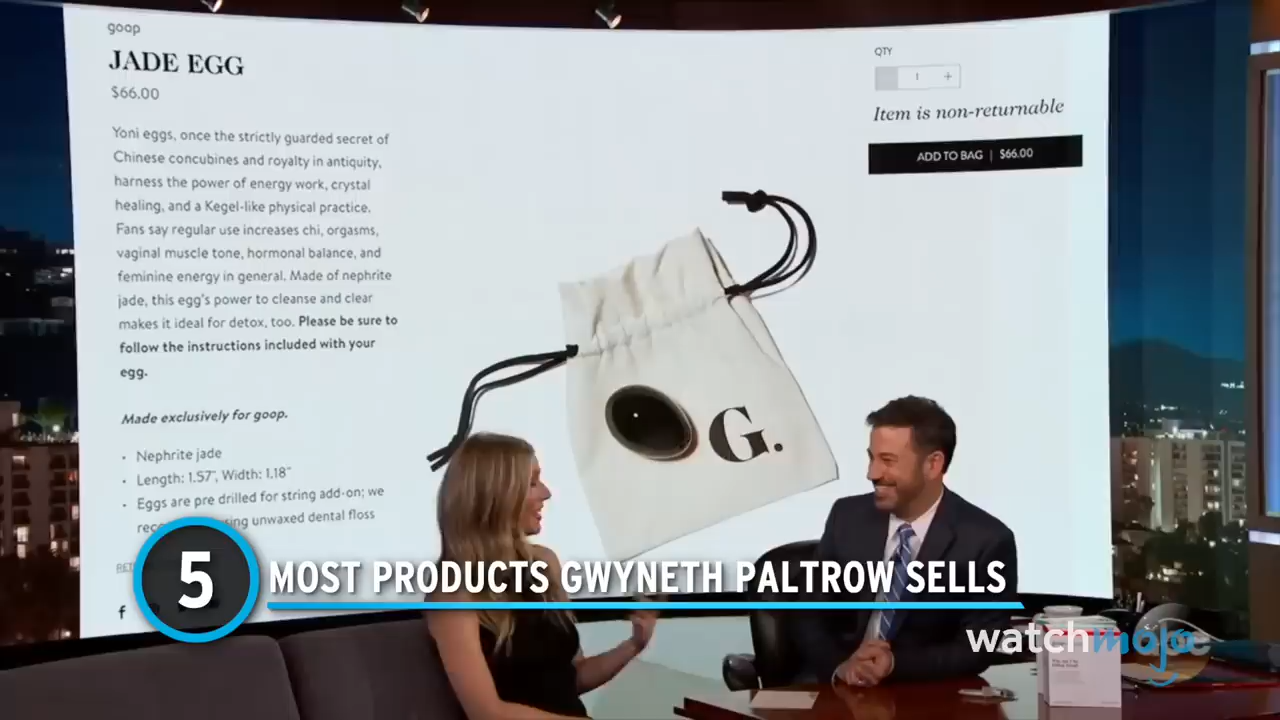 goop
JADE EGG
$66.00
Yoni eggs, once the strictly guarded secret of
Chinese concubines and royalty in antiquity,
harness the power of energy work, crystal
healing, and a Kegel-like physical practice.
Fans say regular use increases chi, orgasms,
vaginal muscle tone, hormonal balance, and
feminine energy in general. Made of nephrite
jade, this egg's power to cleanse and clear
makes it ideal for detox, too. Please be sure to
follow the instructions included with your
egg.
Made exclusively for goop.
• Nephrite jade
• Length: 1.57", Width: 1.18"
• Eggs are pre drilled for string add-on; we
unwaxed dental floss
f
QTY
1 +
Item is non-returnable
ADD TO BAG | $66.00
G.
5
MOST PRODUCTS GWYNETH PALTROW SELLS
watchmojo